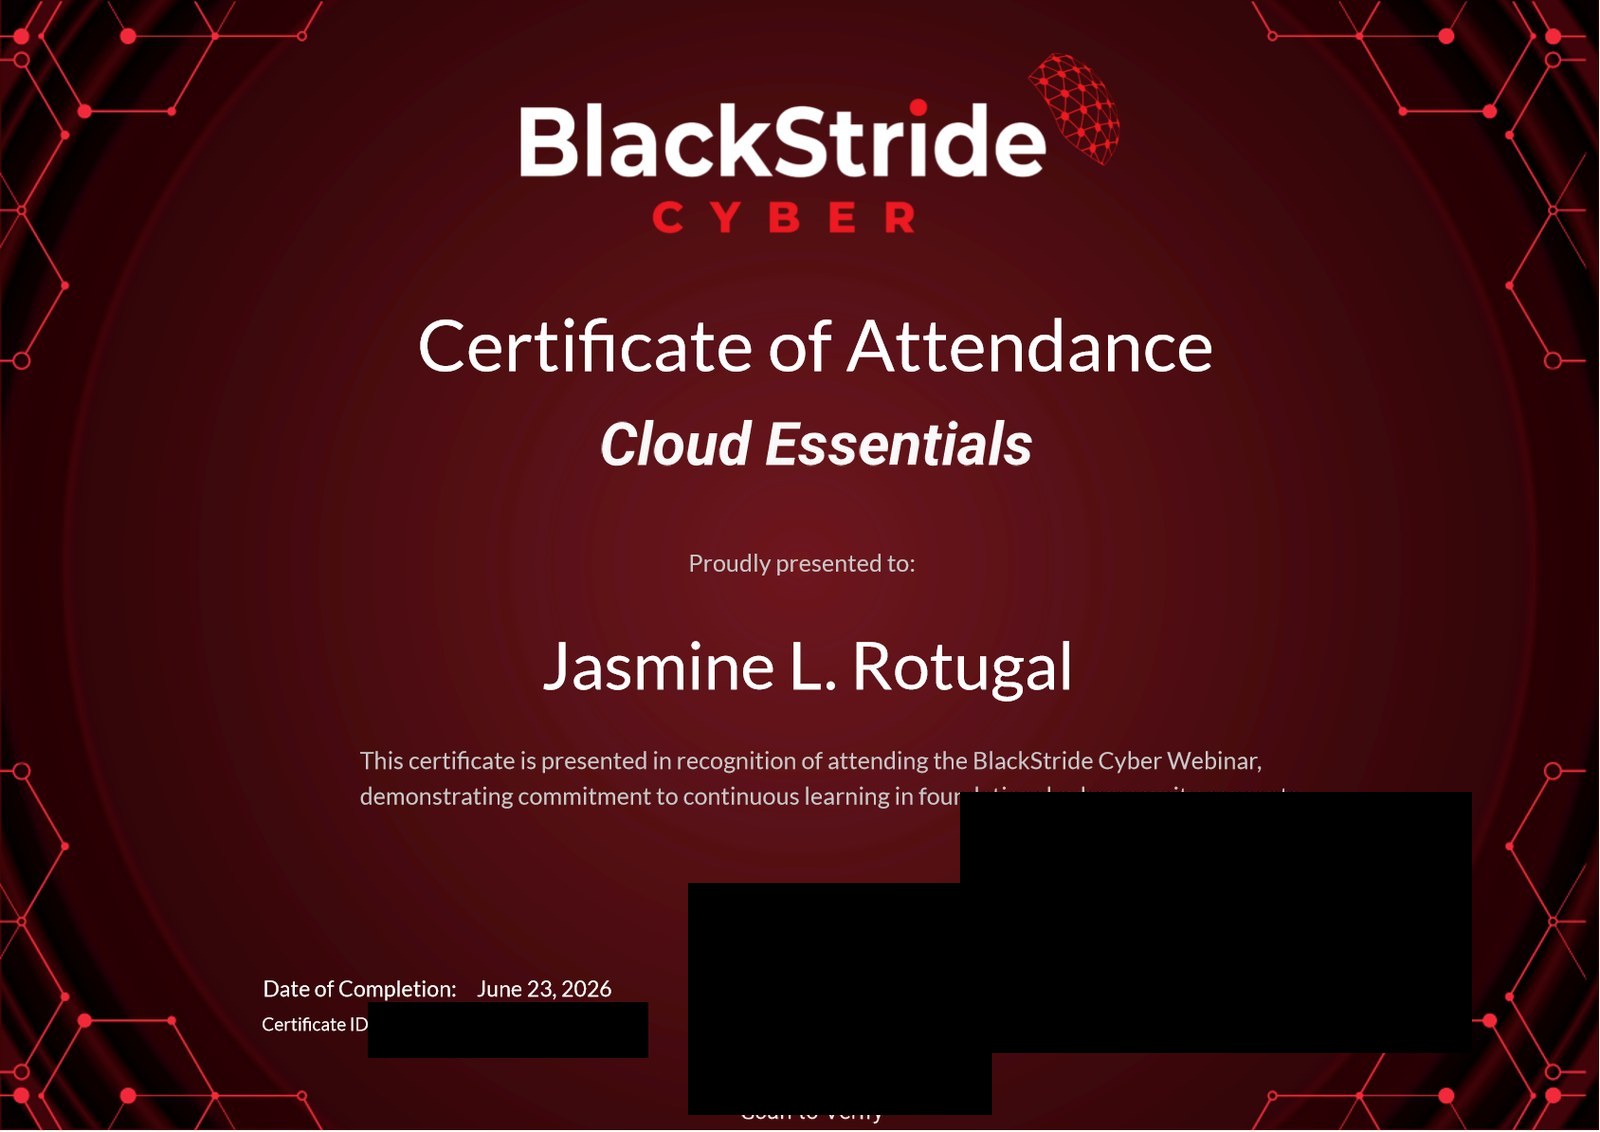 BlackStride
CYBER
Certificate of Attendance
Cloud Essentials
Proudly presented to:
Jasmine L. Rotugal
This certificate is presented in recognition of attending the BlackStride Cyber Webinar,
demonstrating commitment to continuous learning in
Date of Completion: June 23, 2026
Certificate ID